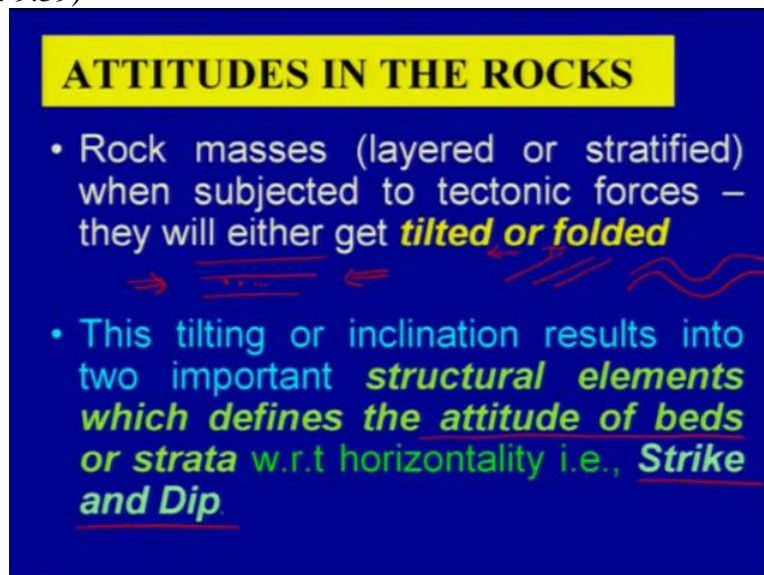 ATTITUDES IN THE ROCKS
• Rock masses (layered or stratified)
when subjected to tectonic forces –
they will either get tilted or folded
• This tilting or inclination results into
two important structural elements
which defines the attitude of beds
or strata w.r.t horizontality i.e., Strike
and Dip.